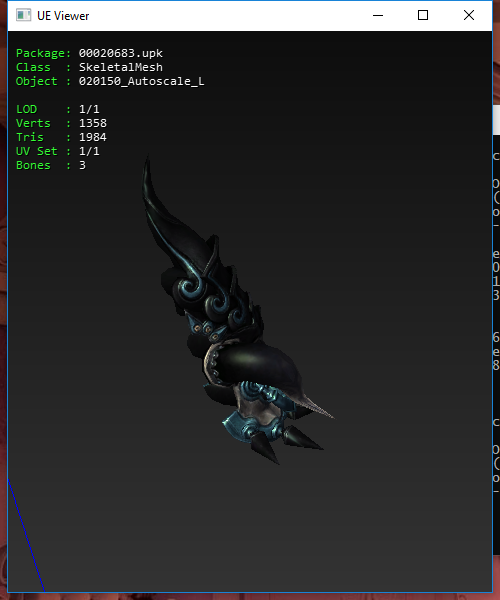 UE Viewer
Package: 00020683.upk
Class : SkeletalMesh
Object : 020150_Autoscale_L
LOD : 1/1
Verts : 1358
Tris : 1984
UV Set : 1/1
Bones : 3